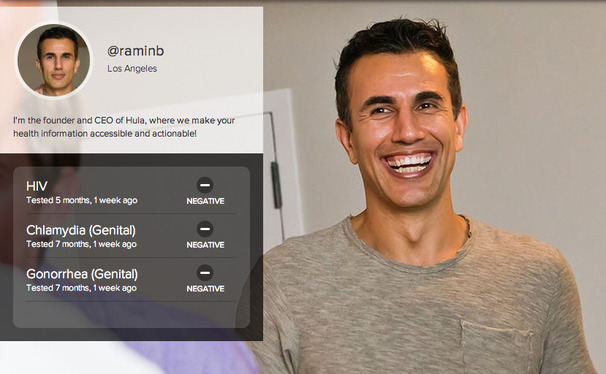 @raminb
Los Angeles
I'm the founder and CEO of Hula, where we make your
health information accessible and actionable!
HIV
Tested 5 months, 1 week ago
NEGATIVE
Chlamydia (Genital)
Tested 7 months, 1 week ago
NEGATIVE
Gonorrhea (Genital)
Tested 7 months, 1 week ago
NEGATIVE